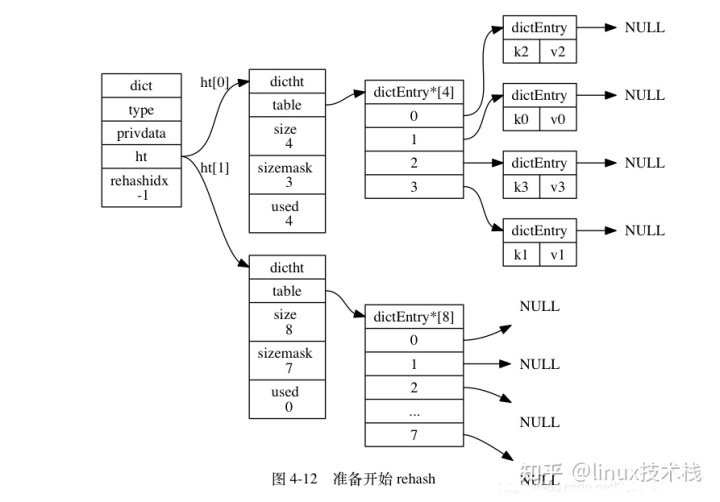 dict
type
privdata
ht
rehashidx
-1
ht[0]
ht[1]
dictht
table
size
4
sizemask
3
used
4
dictEntry*[4]
0
1
2
3
dictEntry
k2 v2
NULL
dictEntry
k0 v0
NULL
dictEntry
k3 v3
NULL
dictEntry
k1 v1
NULL
dictht
table
size
8
sizemask
7
used
0
dictEntry*[8]
0
1
2
...
7
NULL
NULL
NULL
NULL
图 4-12 准备开始 rehash
知乎 @linux技术栈